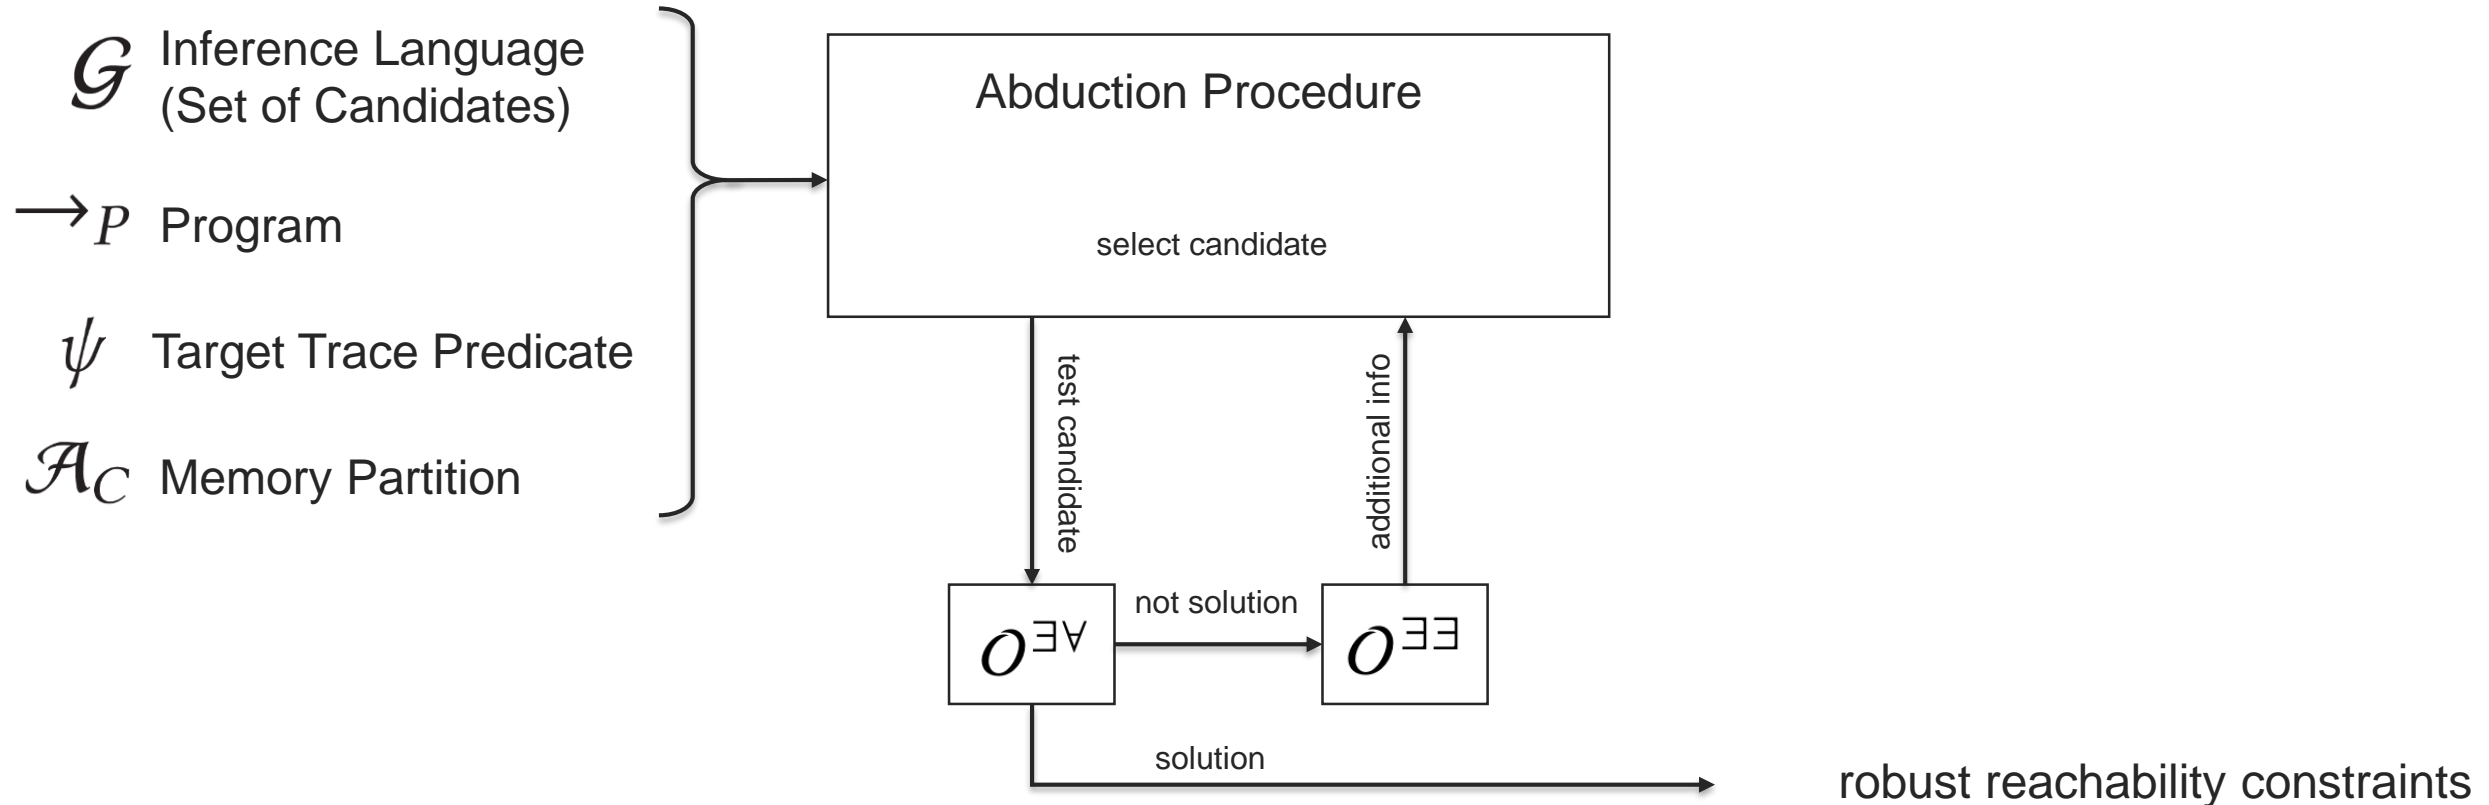 𝒢 Inference Language
(Set of Candidates)
→P Program
ψ Target Trace Predicate
𝒜C Memory Partition
Abduction Procedure
select candidate
test candidate
additional info
𝒪∃∀
not solution
𝒪∃∃
solution
robust reachability constraints